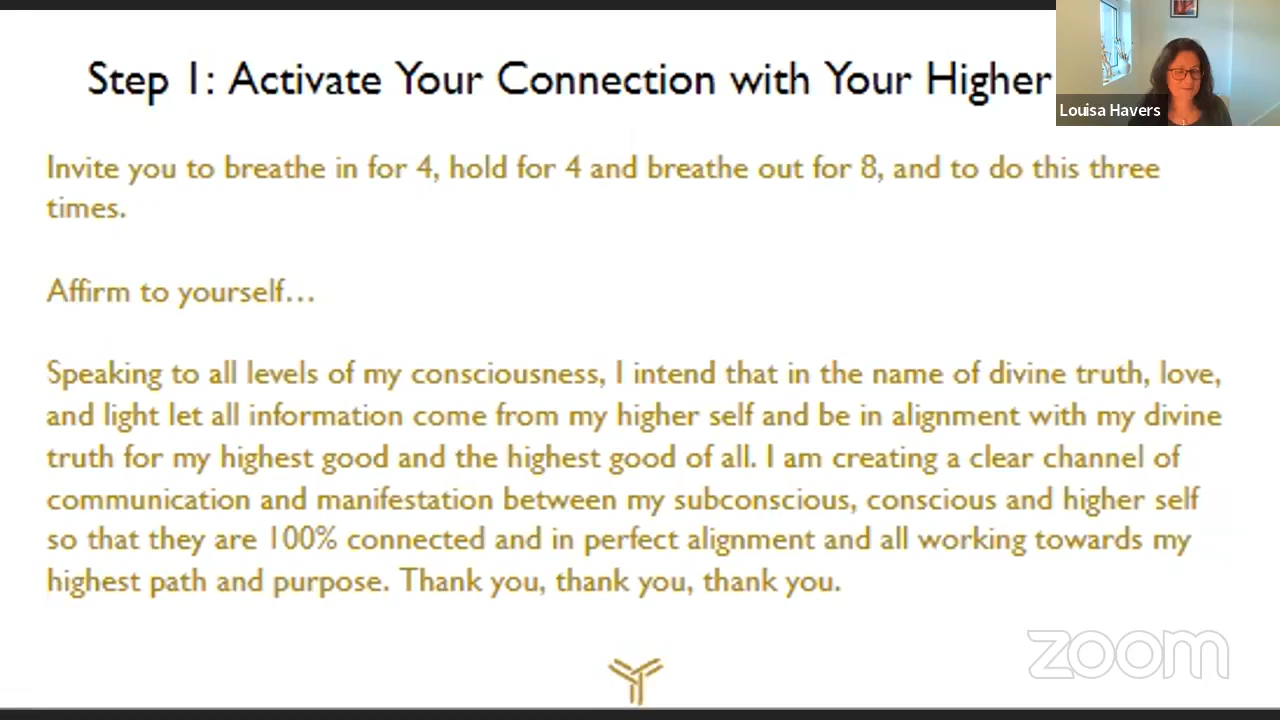 Step 1: Activate Your Connection with Your Higher
Louisa Havers
Invite you to breathe in for 4, hold for 4 and breathe out for 8, and to do this three
times.
Affirm to yourself…
Speaking to all levels of my consciousness, I intend that in the name of divine truth, love,
and light let all information come from my higher self and be in alignment with my divine
truth for my highest good and the highest good of all. I am creating a clear channel of
communication and manifestation between my subconscious, conscious and higher self
so that they are 100% connected and in perfect alignment and all working towards my
highest path and purpose. Thank you, thank you, thank you.
zoom